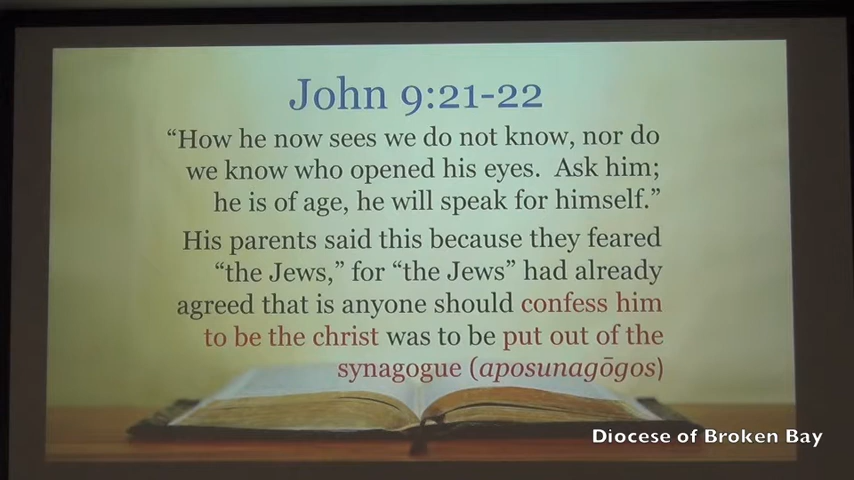 John 9:21-22
“How he now sees we do not know, nor do
we know who opened his eyes. Ask him;
he is of age, he will speak for himself.”
His parents said this because they feared
“the Jews,” for “the Jews” had already
agreed that is anyone should confess him
to be the christ was to be put out of the
synagogue (aposunagōgos)
Diocese of Broken Bay